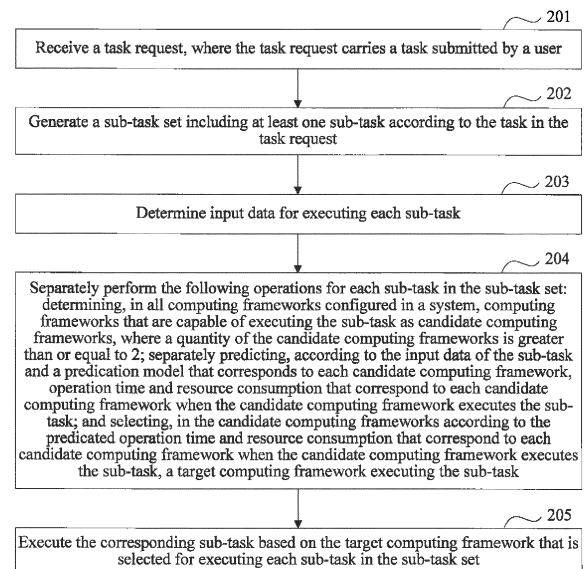 201
Receive a task request, where the task request carries a task submitted by a user
202
Generate a sub-task set including at least one sub-task according to the task in the
task request
203
Determine input data for executing each sub-task
204
Separately perform the following operations for each sub-task in the sub-task set:
determining, in all computing frameworks configured in a system, computing
frameworks that are capable of executing the sub-task as candidate computing
frameworks, where a quantity of the candidate computing frameworks is greater
than or equal to 2; separately predicting, according to the input data of the sub-task
and a predication model that corresponds to each candidate computing framework,
operation time and resource consumption that correspond to each candidate
computing framework when the candidate computing framework executes the sub-
task; and selecting, in the candidate computing frameworks according to the
predicated operation time and resource consumption that correspond to each
candidate computing framework when the candidate computing framework executes
the sub-task, a target computing framework executing the sub-task
205
Execute the corresponding sub-task based on the target computing framework that is
selected for executing each sub-task in the sub-task set